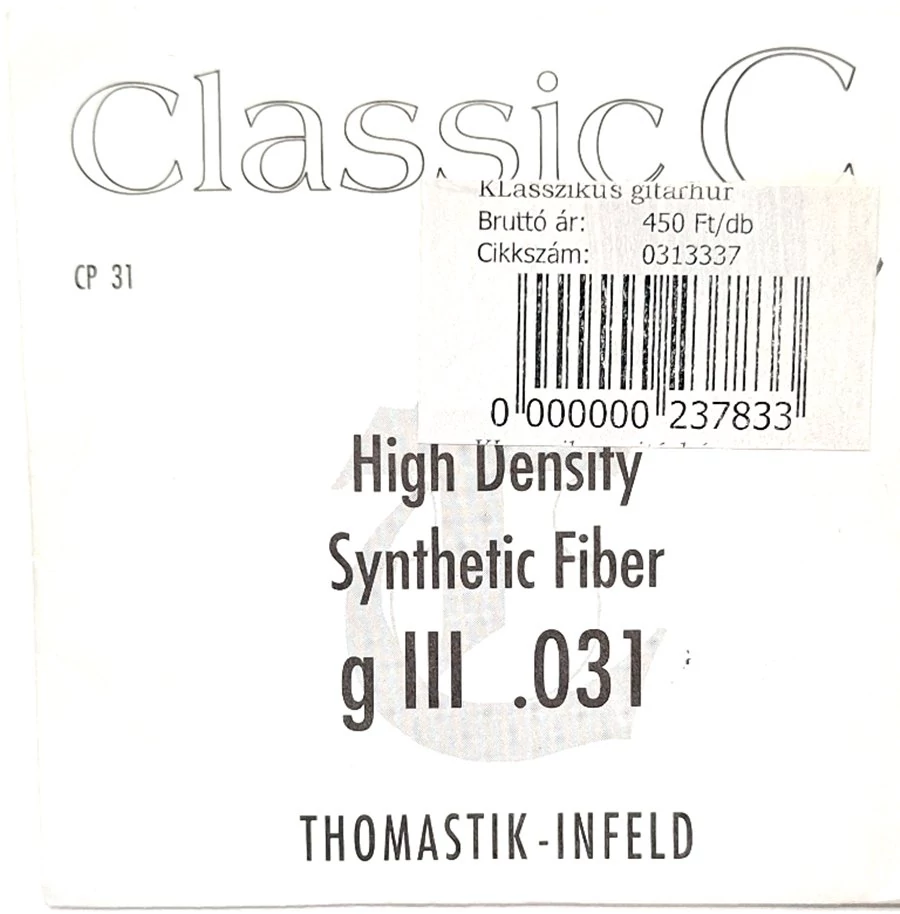 Classic C
Klasszikus gitárhúr
Bruttó ár: 450 Ft/db
Cikkszám: 0313337
CP 31
0 000000 237833
High Density
Synthetic Fiber
g III .031
THOMASTIK-INFELD